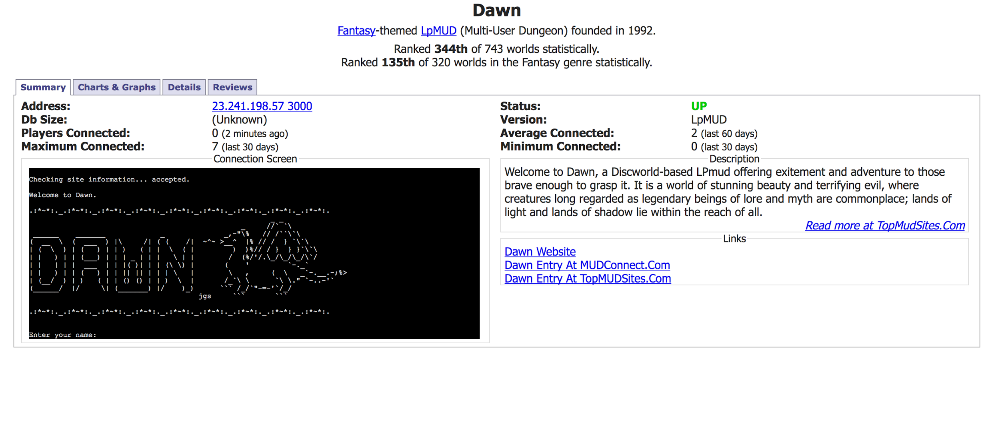 Dawn
Fantasy-themed LpMUD (Multi-User Dungeon) founded in 1992.
Ranked 344th of 743 worlds statistically.
Ranked 135th of 320 worlds in the Fantasy genre statistically.
Summary
Charts & Graphs
Details
Reviews
Address: 23.241.198.57 3000
Db Size: (Unknown)
Players Connected: 0 (2 minutes ago)
Maximum Connected: 7 (last 30 days)
Status: UP
Version: LpMUD
Average Connected: 2 (last 60 days)
Minimum Connected: 0 (last 30 days)
Connection Screen
Checking site information... accepted.
Welcome to Dawn.
.:*~*:._.:*~*:._.:*~*:._.:*~*:._.:*~*:._.:*~*:._.:*~*:._.:*~*:._.:*~*:.
DAWN
jgs
.:*~*:._.:*~*:._.:*~*:._.:*~*:._.:*~*:._.:*~*:._.:*~*:._.:*~*:._.:*~*:.
Enter your name:
Description
Welcome to Dawn, a Discworld-based LPmud offering exitement and adventure to those
brave enough to grasp it. It is a world of stunning beauty and terrifying evil, where
creatures long regarded as legendary beings of lore and myth are commonplace; lands of
light and lands of shadow lie within the reach of all.
Read more at TopMudSites.Com
Links
Dawn Website
Dawn Entry At MUDConnect.Com
Dawn Entry At TopMUDSites.Com